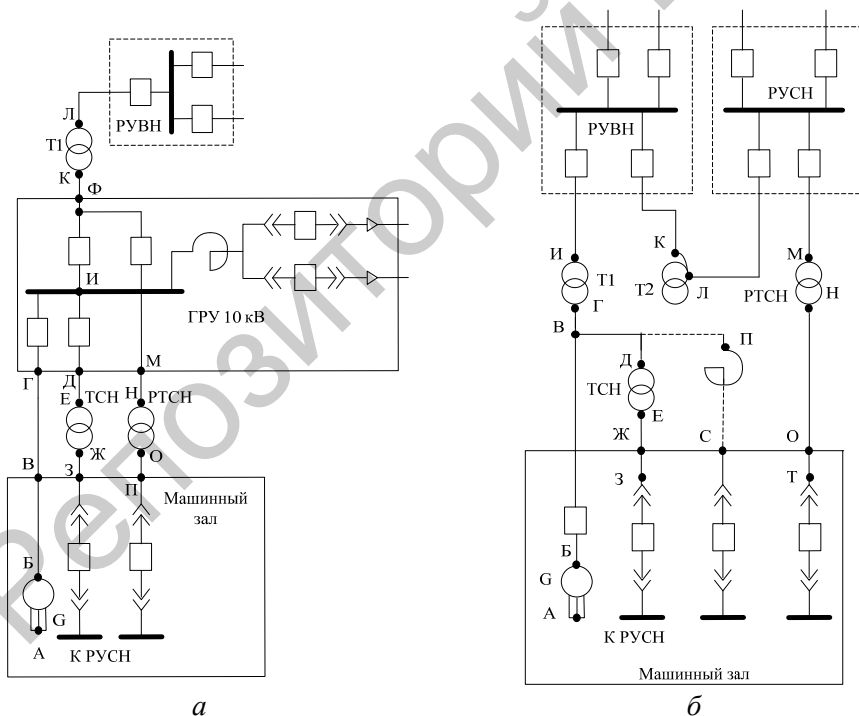 РУВН
Л
Т1
К
Ф
И
ГРУ 10 кВ
Г
Д
М
Е
ТСН
Н
РТСН
Ж
О
В
З
П
Машинный
зал
Б
G
А
К РУСН
а
РУВН
РУСН
И
Т1
Г
К
Т2
Л
М
РТСН
Н
В
П
Д
ТСН
Е
Ж
С
О
З
Т
Б
G
А
К РУСН
Машинный зал
б
Репозиторий